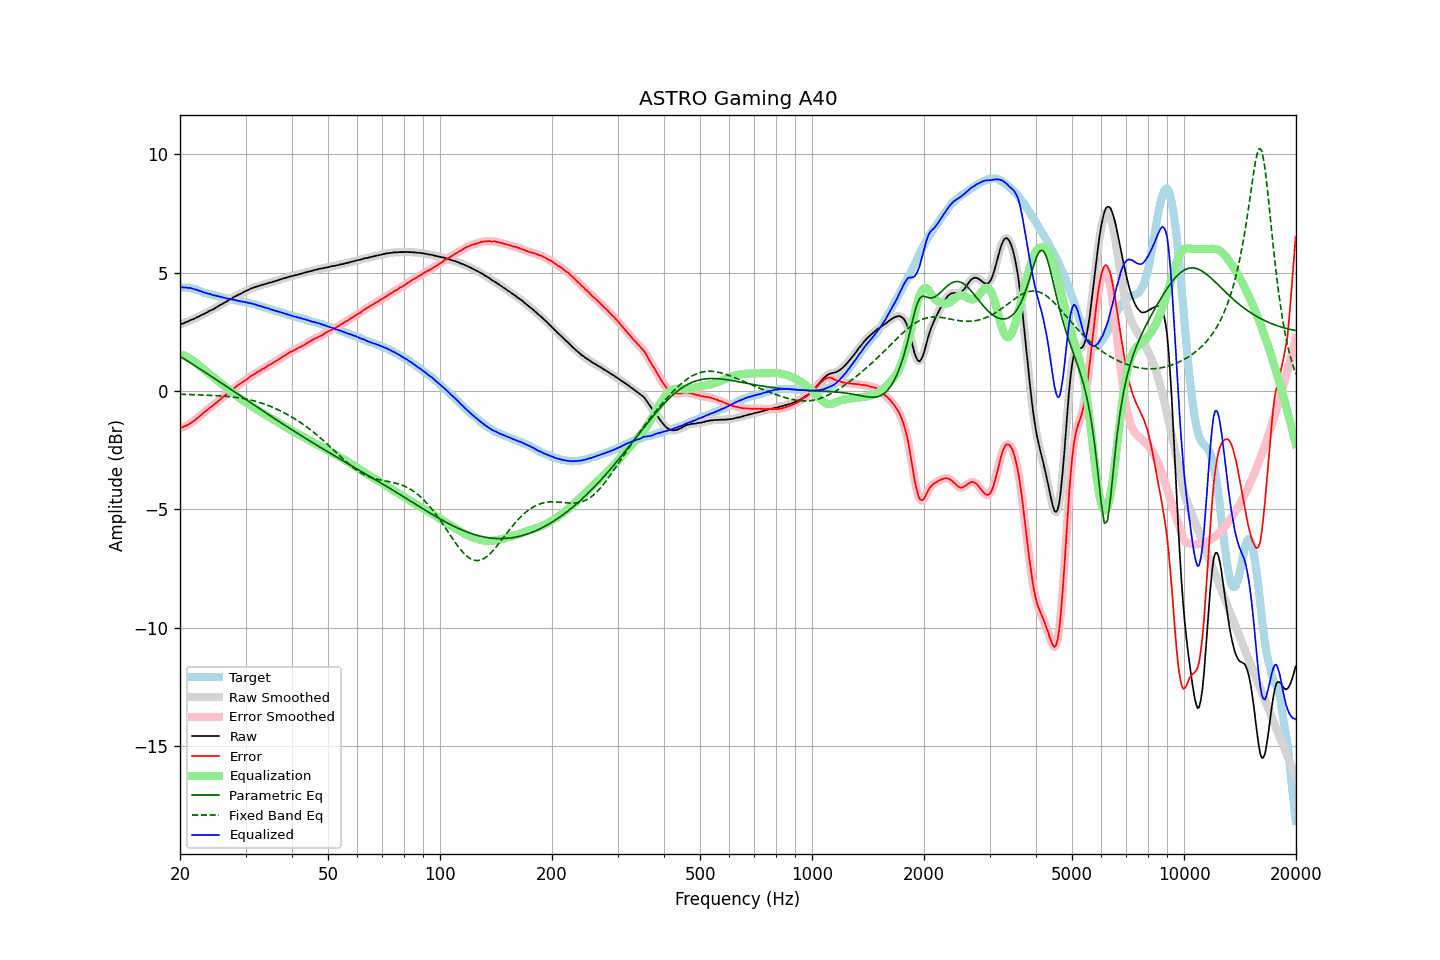 ASTRO Gaming A40
Amplitude (dBr)
10
5
0
−5
−10
−15
Target
Raw Smoothed
Error Smoothed
Raw
Error
Equalization
Parametric Eq
Fixed Band Eq
Equalized
20 50 100 200 500 1000 2000 5000 10000 20000
Frequency (Hz)